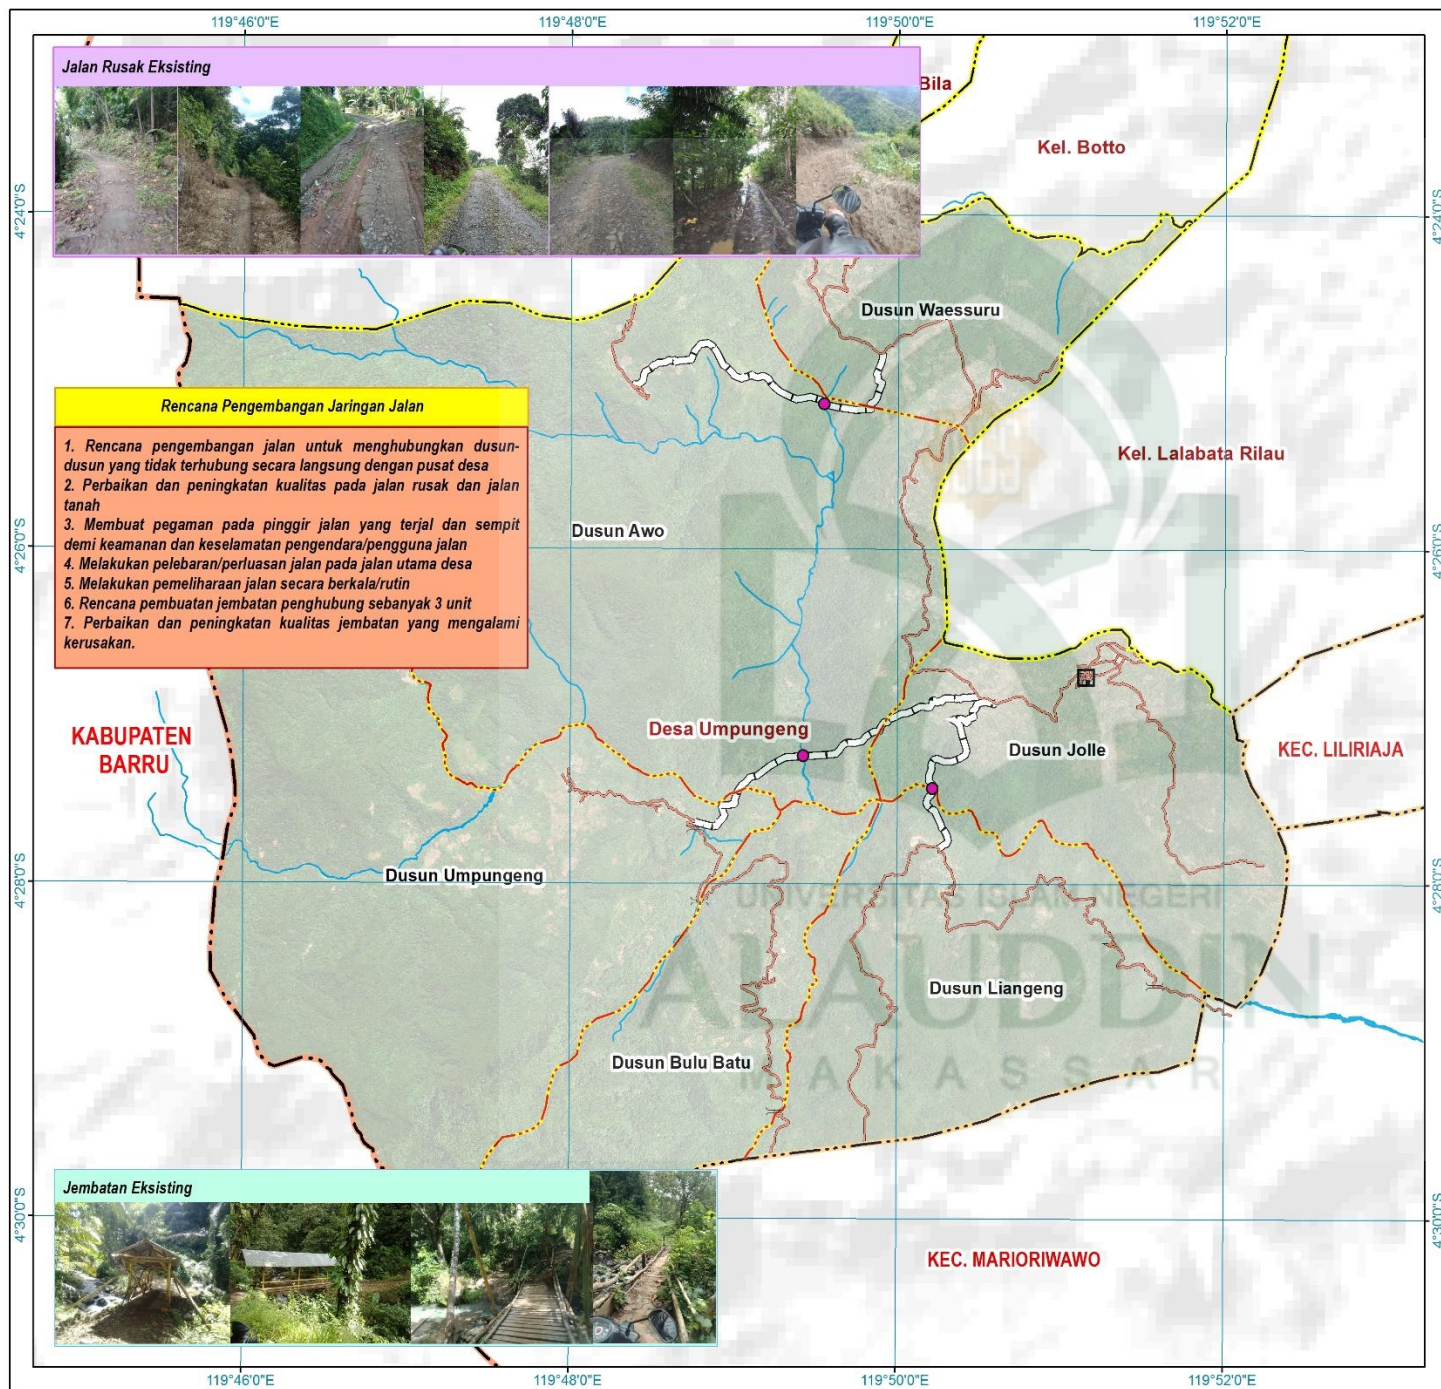 119°46'0"E 119°48'0"E 119°50'0"E 119°52'0"E
Jalan Rusak Eksisting
Bila
Kel. Botto
4°24'0"S 4°24'0"S
Dusun Waessuru
Rencana Pengembangan Jaringan Jalan
1. Rencana pengembangan jalan untuk menghubungkan dusun-
dusun yang tidak terhubung secara langsung dengan pusat desa
2. Perbaikan dan peningkatan kualitas pada jalan rusak dan jalan
tanah
3. Membuat pegaman pada pinggir jalan yang terjal dan sempit
demi keamanan dan keselamatan pengendara/pengguna jalan
4. Melakukan pelebaran/perluasan jalan pada jalan utama desa
5. Melakukan pemeliharaan jalan secara berkala/rutin
6. Rencana pembuatan jembatan penghubung sebanyak 3 unit
7. Perbaikan dan peningkatan kualitas jembatan yang mengalami
kerusakan.
Kel. Lalabata Rilau
Dusun Awo
4°26'0"S 4°26'0"S
KABUPATEN
BARRU
Desa Umpungeng
Dusun Jolle
KEC. LILIRIAJA
Dusun Umpungeng
4°28'0"S 4°28'0"S
UNIVERSITAS ISLAM NEGERI
ALAUDDIN
MAKASSAR
Dusun Liangeng
Dusun Bulu Batu
Jembatan Eksisting
4°30'0"S 4°30'0"S
KEC. MARIORIWAWO
119°46'0"E 119°48'0"E 119°50'0"E 119°52'0"E